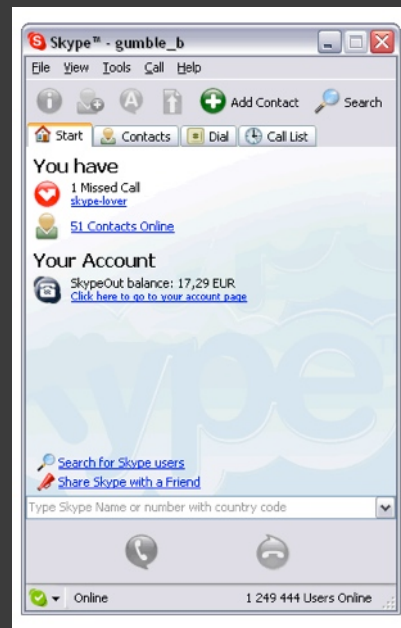 Skype™ - gumble_b
File View Tools Call Help
Add Contact Search
Start Contacts Dial Call List
You have
1 Missed Call
skype-lover
51 Contacts Online
Your Account
SkypeOut balance: 17,29 EUR
Click here to go to your account page
Search for Skype users
Share Skype with a Friend
Type Skype Name or number with country code
Online 1 249 444 Users Online